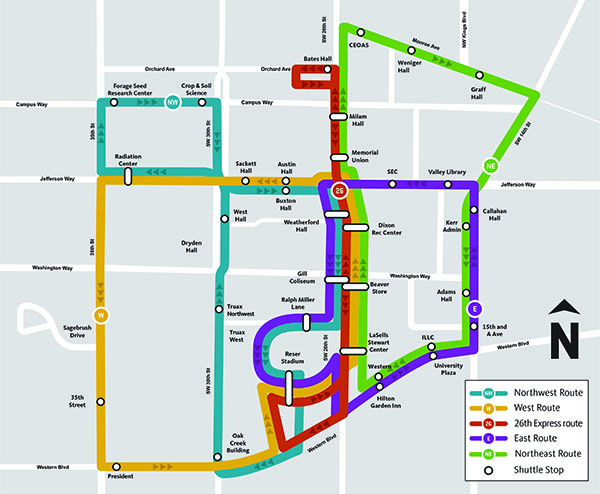 SW 26th St
CEOAS
Monroe Ave
NW Kings Blvd
Bates Hall
Weniger
Hall
Orchard Ave
Orchard Ave
Forage Seed
Research Center
Crop & Soil
Science
NW
Graff
Hall
Campus Way
Campus Way
35th St
SW 30th St
Milam
Hall
SW 14th St
Memorial
Union
Radiation
Center
Sackett
Hall
Austin
Hall
SEC
Valley Library
NE
Jefferson Way
Jefferson Way
26
Buxton
Hall
West
Hall
Weatherford
Hall
Dixon
Rec Center
Kerr
Admin
Callahan
Hall
35th St
Dryden
Hall
Washington Way
Washington Way
Gill
Coliseum
Beaver
Store
Adams
Hall
Ralph Miller
Lane
W
Truax
Northwest
E
Sagebrush
Drive
Truax
West
SW 26th St
LaSells
Stewart
Center
ILLC
15th and
A Ave
Western Blvd
Reser
Stadium
Western
University
Plaza
SW 30th St
35th
Street
Hilton
Garden Inn
N
Oak
Creek
Building
Western Blvd
Western Blvd
President
NW Northwest Route
W West Route
26 26th Express route
E East Route
NE Northeast Route
Shuttle Stop